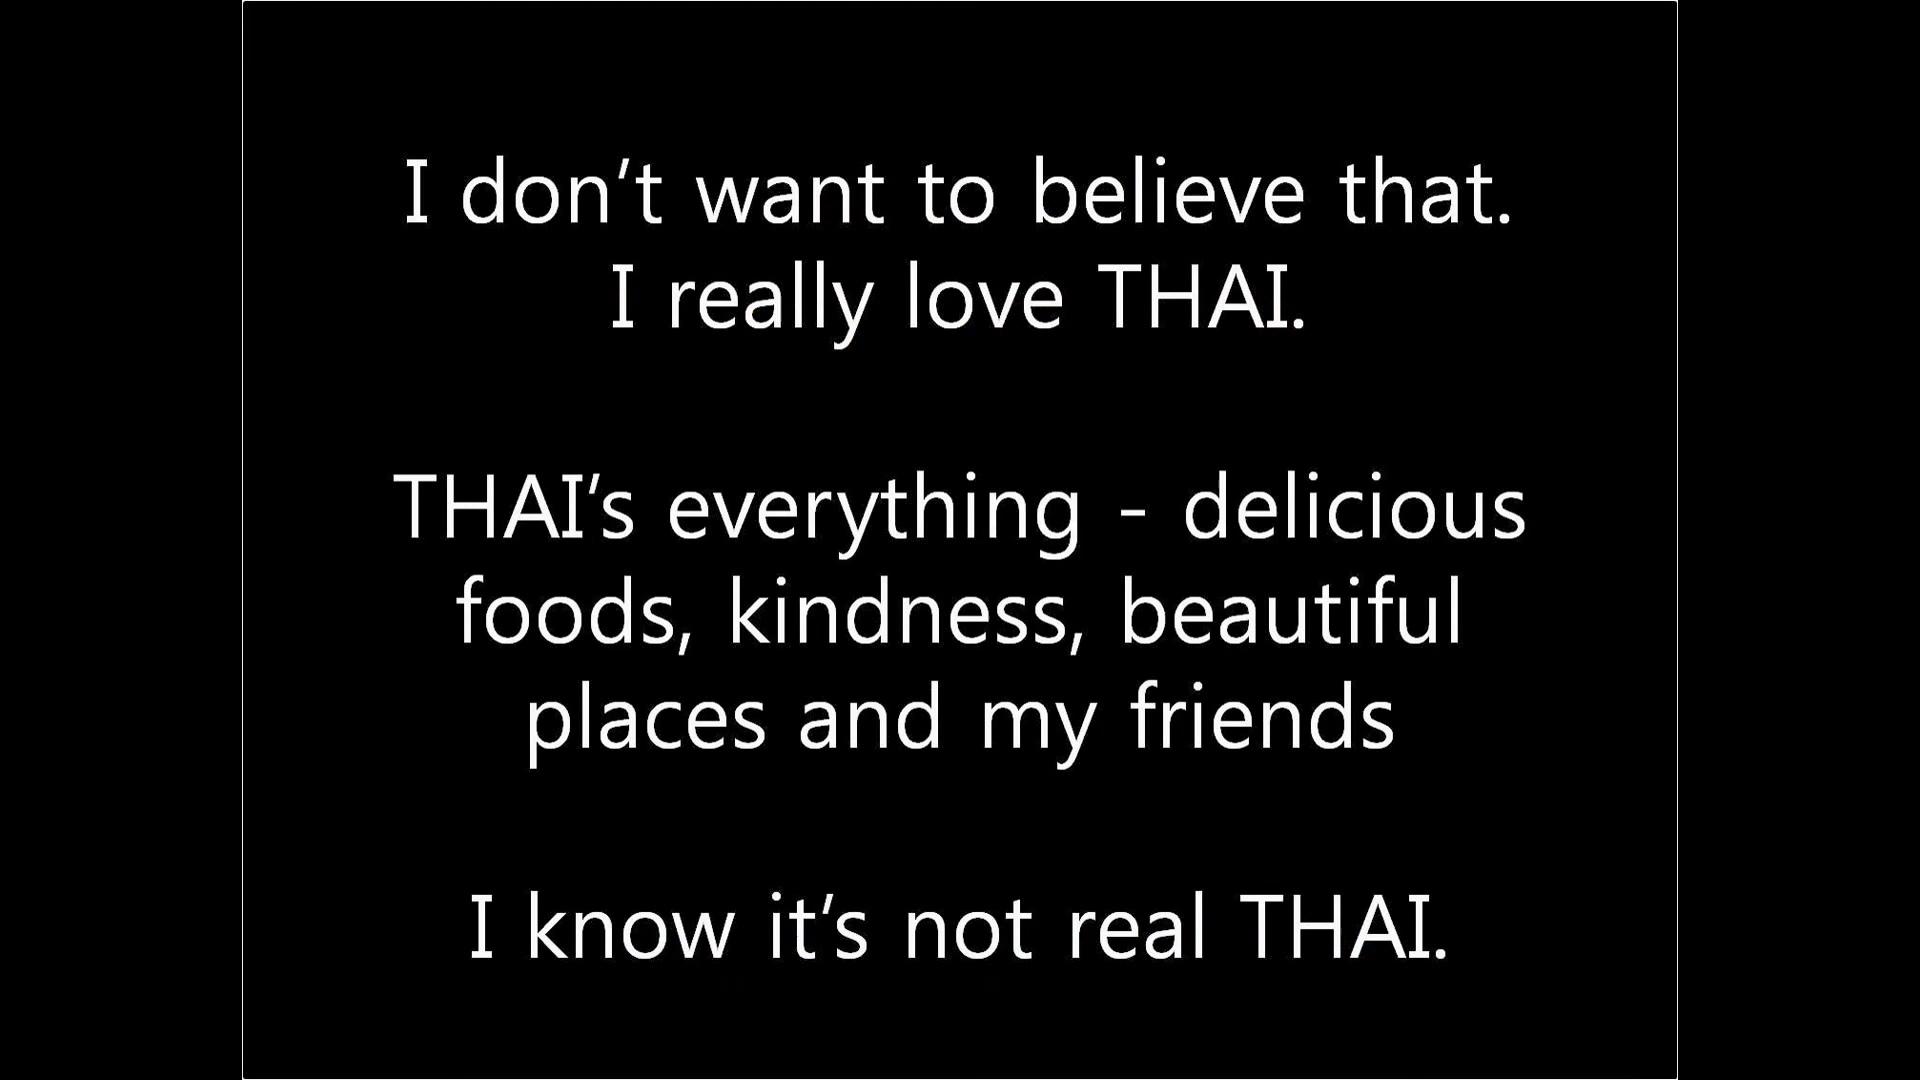 I don't want to believe that.
I really love THAI.
THAI's everything - delicious
foods, kindness, beautiful
places and my friends
I know it's not real THAI.